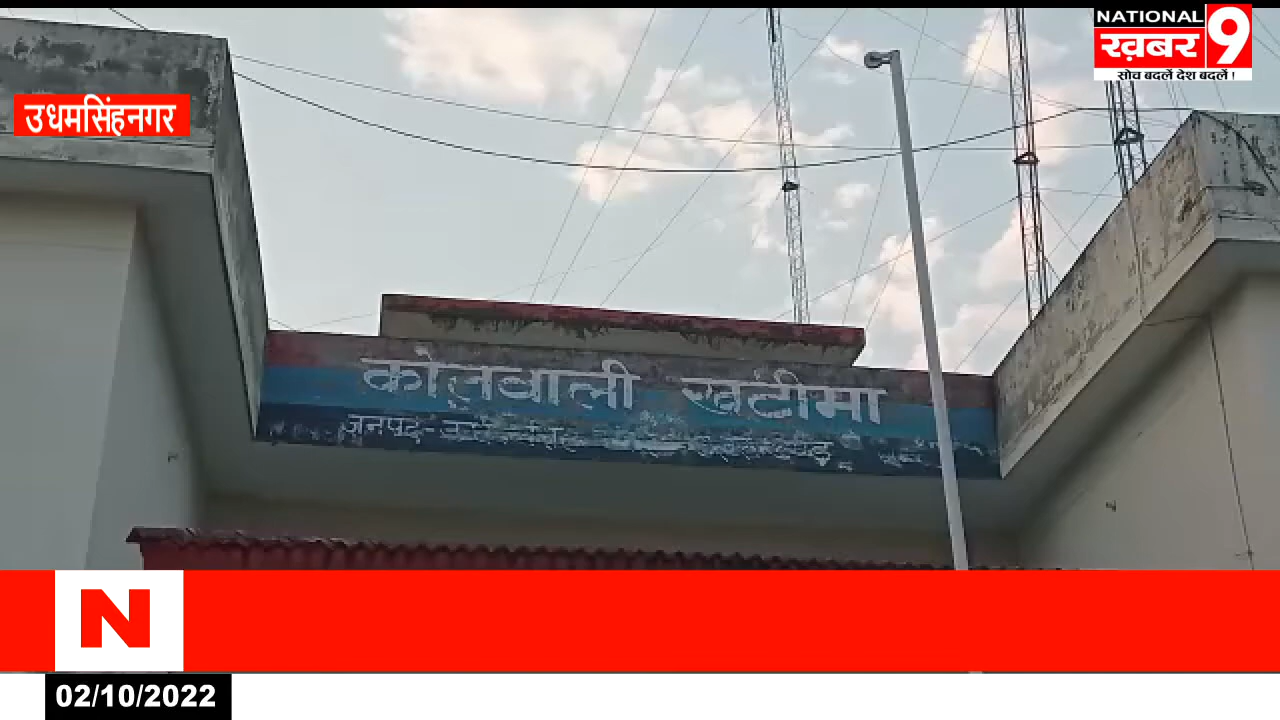 NATIONAL
ख़बर 9
सोच बदलें देश बदलें !
उधमसिंहनगर
कोतवाली खटीमा
जनपद-
N
02/10/2022